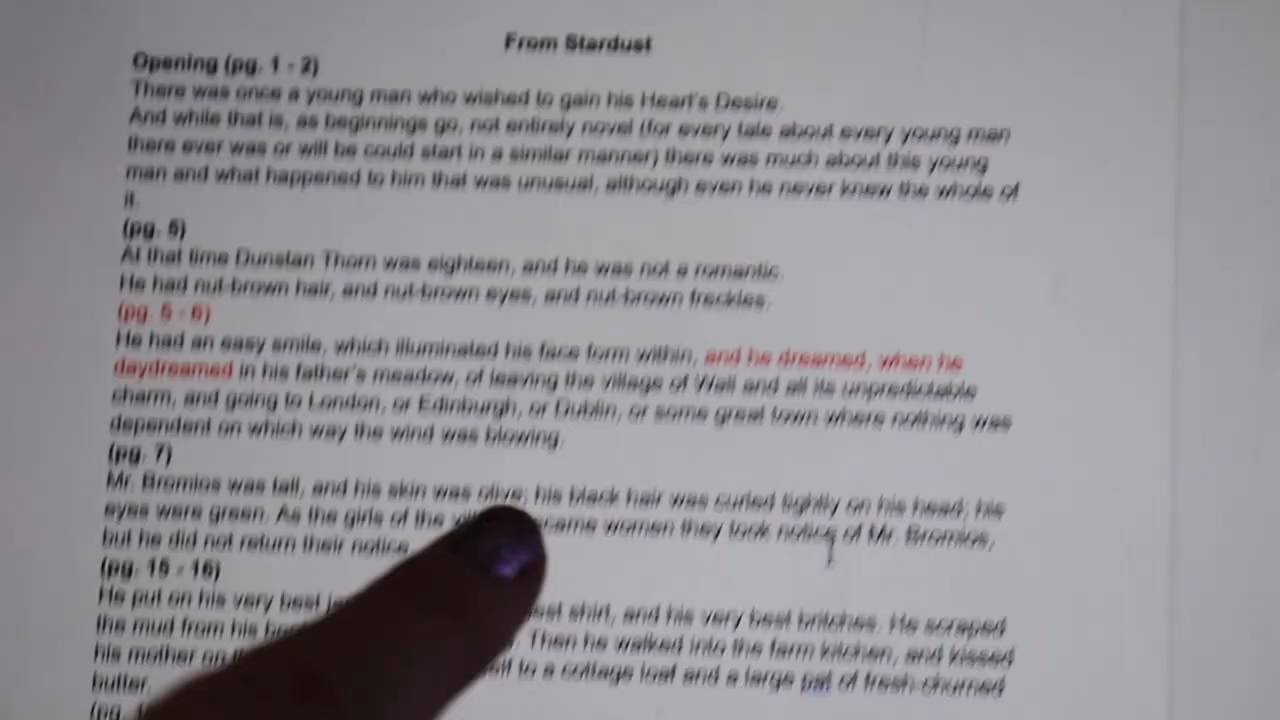 From Stardust
Opening (pg. 1 - 2)
There was once a young man who wished to gain his Heart's Desire.
And while that is, as beginnings go, not entirely novel (for every tale about every young man
there ever was or will be could start in a similar manner) there was much about this young
man and what happened to him that was unusual, although even he never knew the whole of
it.
(pg. 5)
At that time Dunstan Thorn was eighteen, and he was not a romantic.
He had nut-brown hair, and nut-brown eyes, and nut-brown freckles.
(pg. 5 - 6)
He had an easy smile, which illuminated his face form within, and he dreamed, when he
daydreamed in his father's meadow, of leaving the village of Wall and all its unpredictable
charm, and going to London, or Edinburgh, or Dublin, or some great town where nothing was
dependent on which way the wind was blowing.
(pg. 7)
Mr. Bromios was tall, and his skin was olive; his black hair was curled tightly on his head; his
eyes were green. As the girls of the became women they took notice of Mr. Bromios,
but he did not return their notice.
(pg. 15 - 16)
He put on his very best shirt, and his very best britches. He scraped
the mud from his Then he walked into the farm kitchen, and kissed
his mother on to a cottage loaf and a large pat of fresh-churned
butter.
(pg.